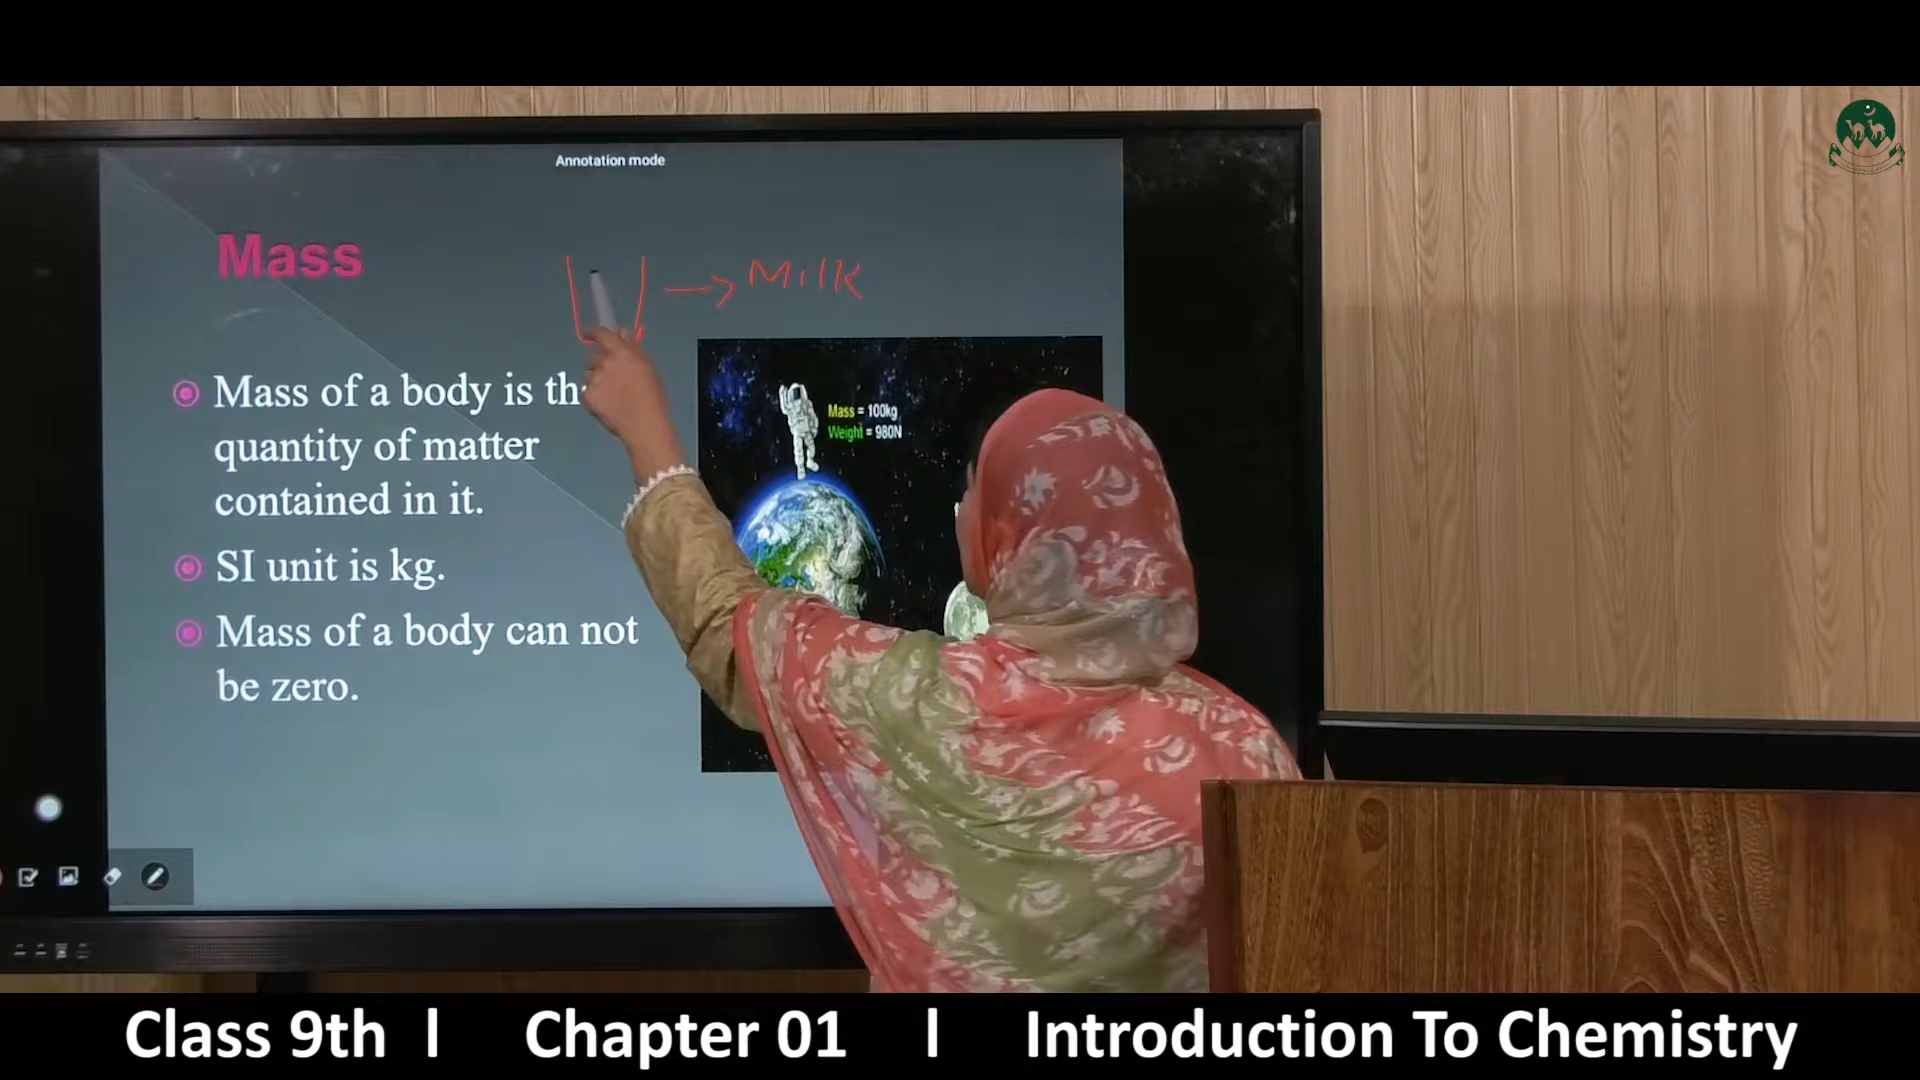 Annotation mode
Mass
→ Milk
Mass of a body is th
quantity of matter
contained in it.
SI unit is kg.
Mass of a body can not
be zero.
Mass = 100kg
Weight = 980N
Class 9th l Chapter 01 l Introduction To Chemistry